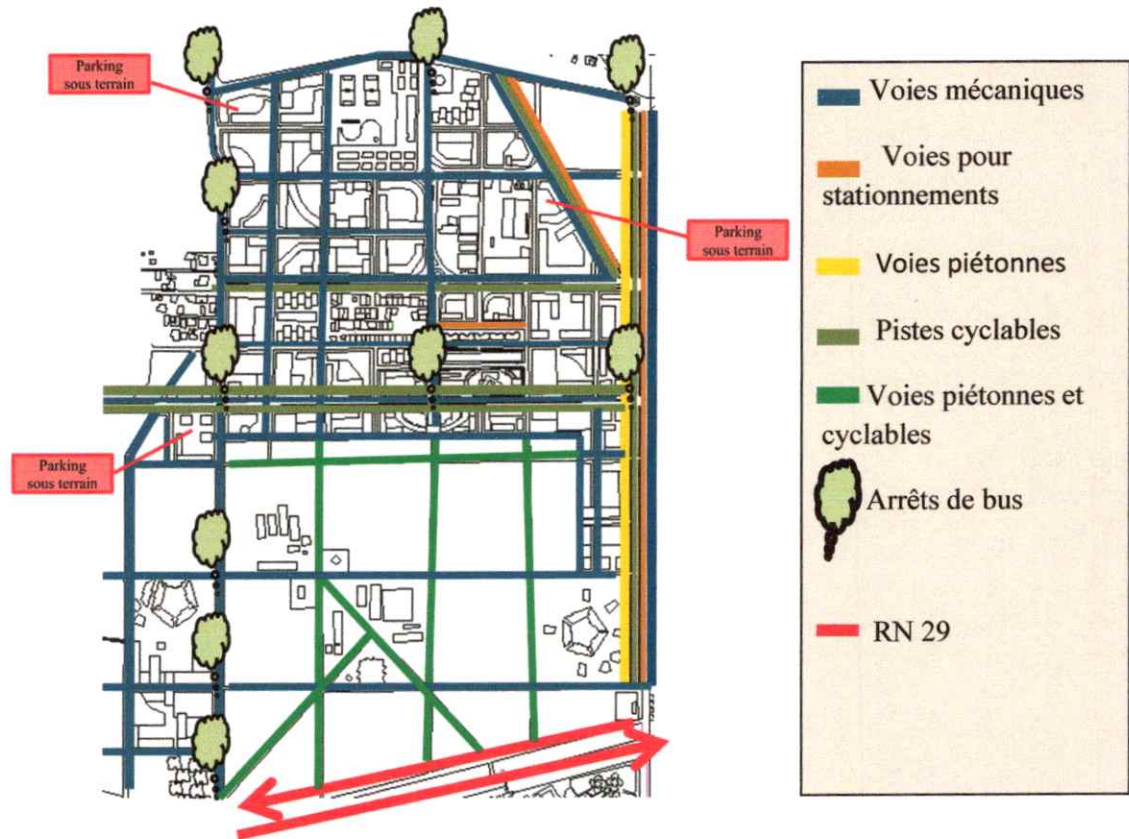 Parking
sous terrain
Parking
sous terrain
Parking
sous terrain
Voies mécaniques
Voies pour
stationnements
Voies piétonnes
Pistes cyclables
Voies piétonnes et
cyclables
Arrêts de bus
RN 29